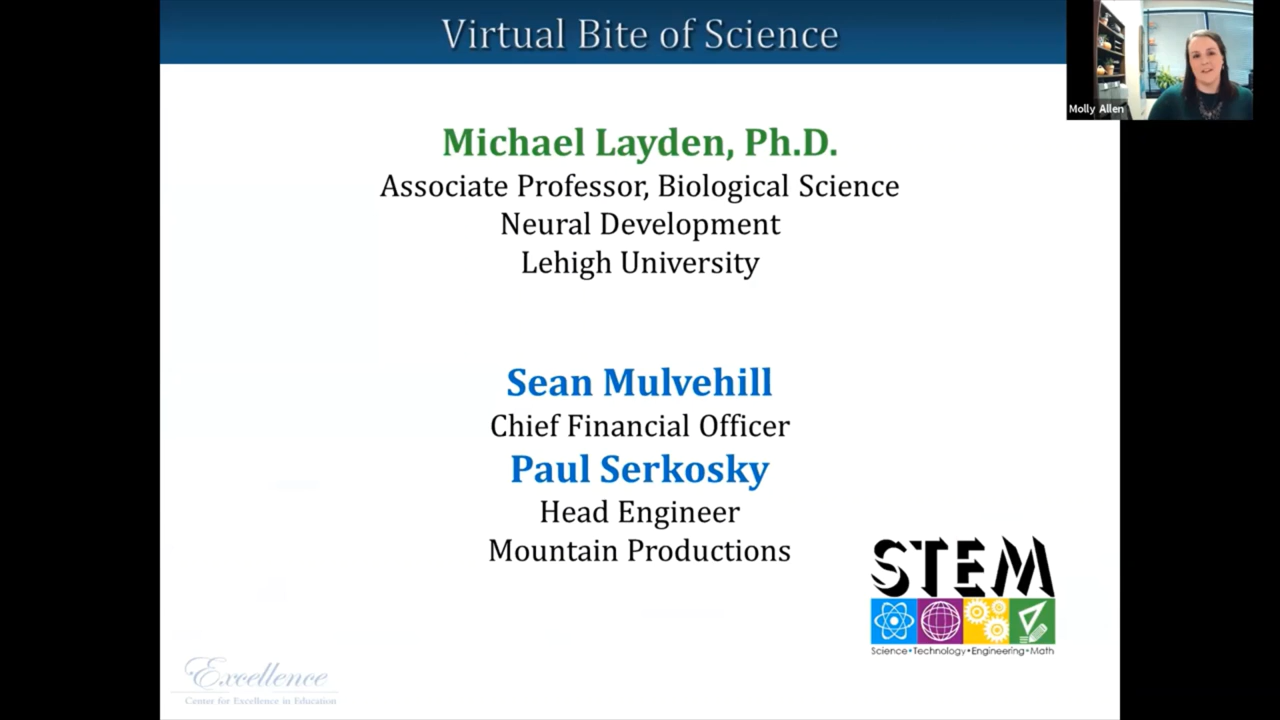 Virtual Bite of Science
Molly Allen
Michael Layden, Ph.D.
Associate Professor, Biological Science
Neural Development
Lehigh University
Sean Mulvehill
Chief Financial Officer
Paul Serkosky
Head Engineer
Mountain Productions
STEM
Science•Technology•Engineering•Math
Excellence
Center for Excellence in Education